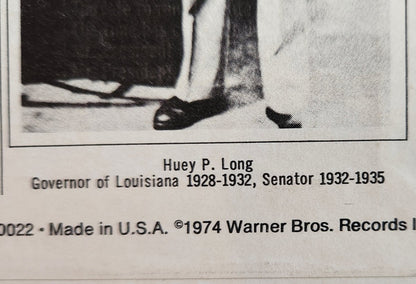 Huey P. Long
Governor of Louisiana 1928-1932, Senator 1932-1935
0022 • Made in U.S.A. ©1974 Warner Bros. Records